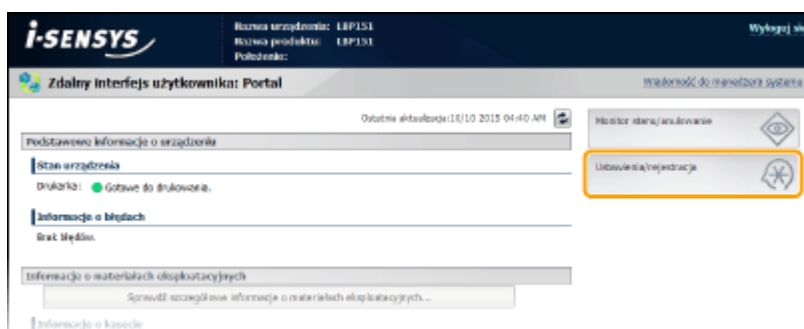 i-SENSYS
Nazwa urządzenia: LBP151
Nazwa produktu: LBP151
Położenie:
Wyloguj się
Zdalny interfejs użytkownika: Portal
Wiadomość do menedżera systemu
Ostatnia aktualizacja:10/10 2015 04:40 AM
Podstawowe informacje o urządzeniu
Stan urządzenia
Drukarka: Gotowe do drukowania.
Informacje o błędach
Brak błędów.
Informacje o materiałach eksploatacyjnych
Sprawdź szczegółowe informacje o materiałach eksploatacyjnych...
Informacje o kasecie
Monitor stanu/anulowanie
Ustawienia/rejestracja